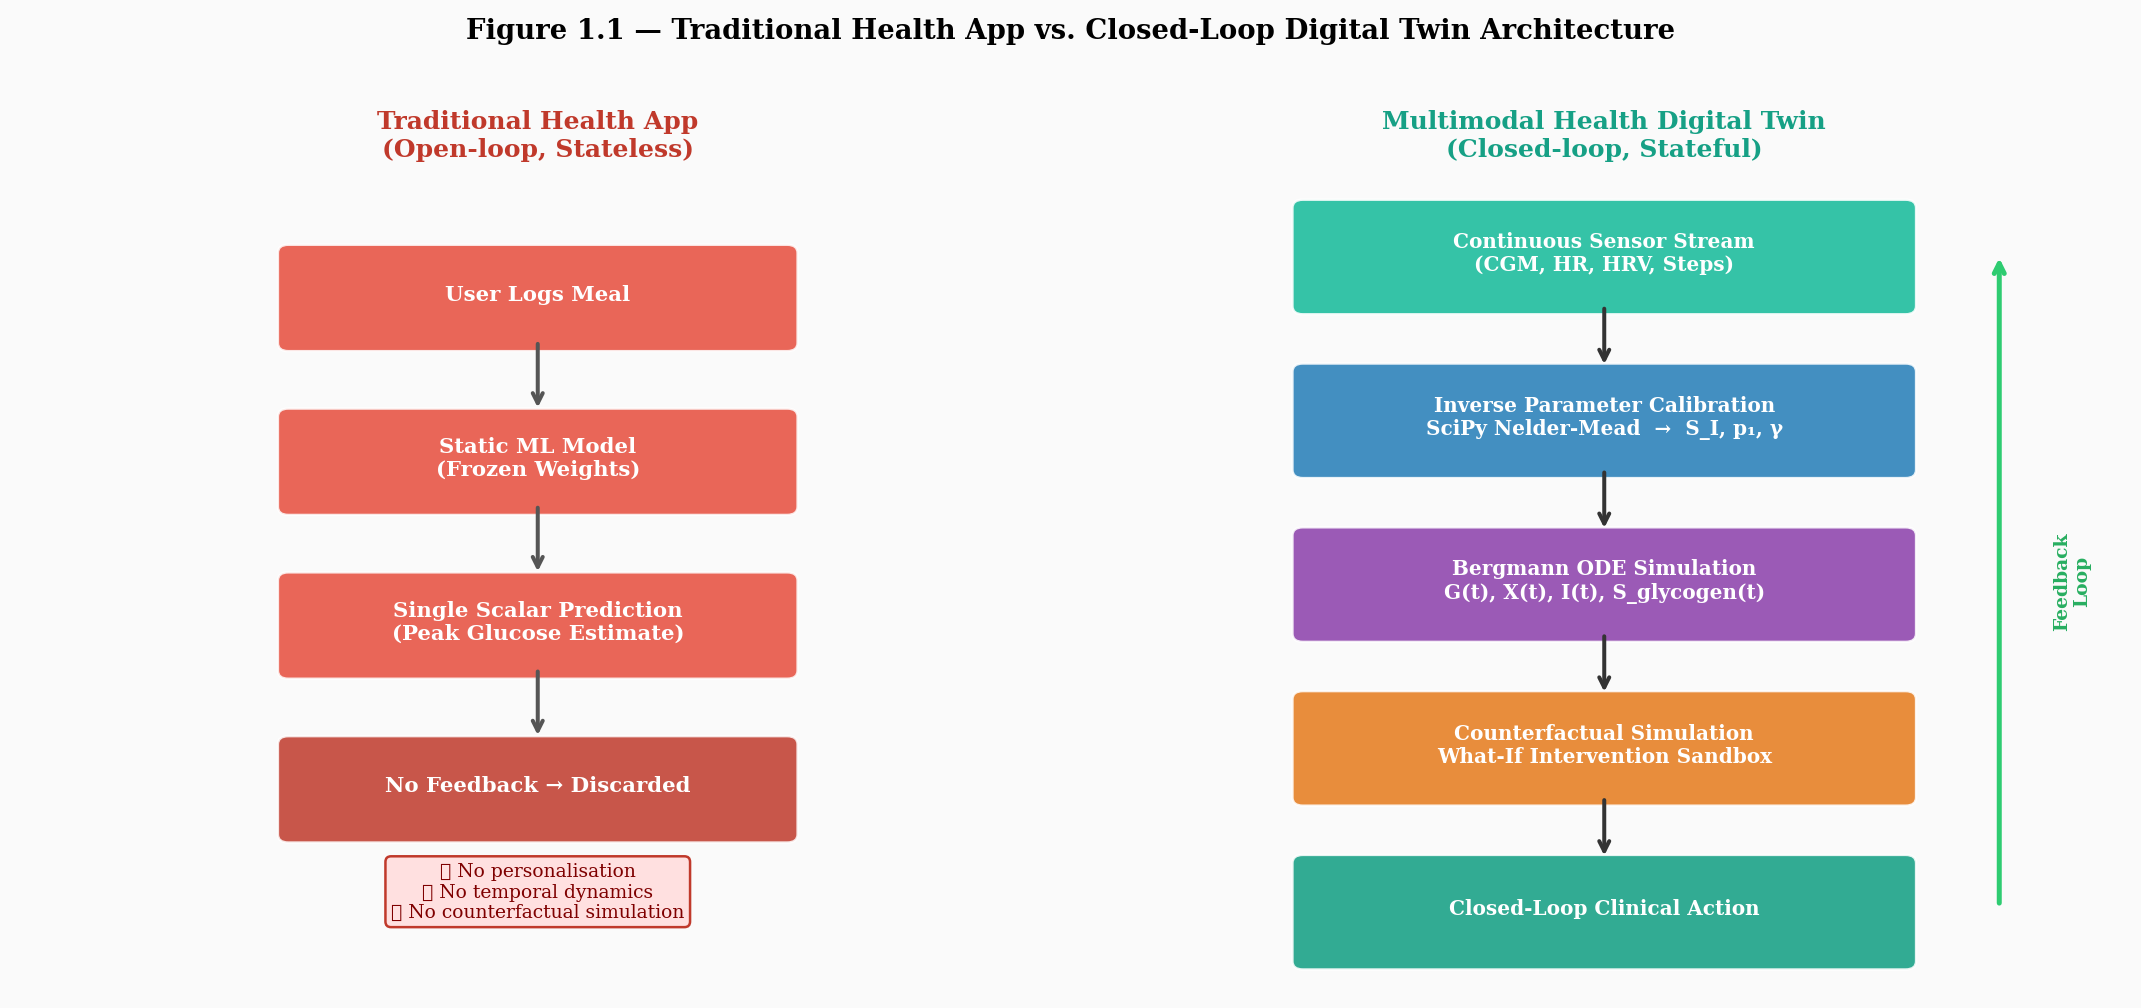 Figure 1.1 — Traditional Health App vs. Closed-Loop Digital Twin Architecture
Traditional Health App
(Open-loop, Stateless)
User Logs Meal
Static ML Model
(Frozen Weights)
Single Scalar Prediction
(Peak Glucose Estimate)
No Feedback → Discarded
No personalisation
No temporal dynamics
No counterfactual simulation
Multimodal Health Digital Twin
(Closed-loop, Stateful)
Continuous Sensor Stream
(CGM, HR, HRV, Steps)
Inverse Parameter Calibration
SciPy Nelder-Mead → S_I, p₁, γ
Bergmann ODE Simulation
G(t), X(t), I(t), S_glycogen(t)
Counterfactual Simulation
What-If Intervention Sandbox
Closed-Loop Clinical Action
Feedback
Loop